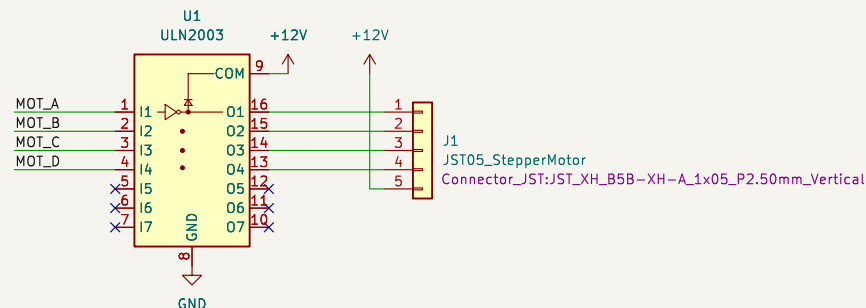 U1
ULN2003
+12V
+12V
COM
9
MOT_A
1
I1
O1
16
1
MOT_B
2
I2
O2
15
2
MOT_C
3
I3
O3
14
3
MOT_D
4
I4
O4
13
4
5
I5
O5
12
5
6
I6
O6
11
7
I7
O7
10
GND
8
GND
J1
JST05_StepperMotor
Connector_JST:JST_XH_B5B-XH-A_1x05_P2.50mm_Vertical